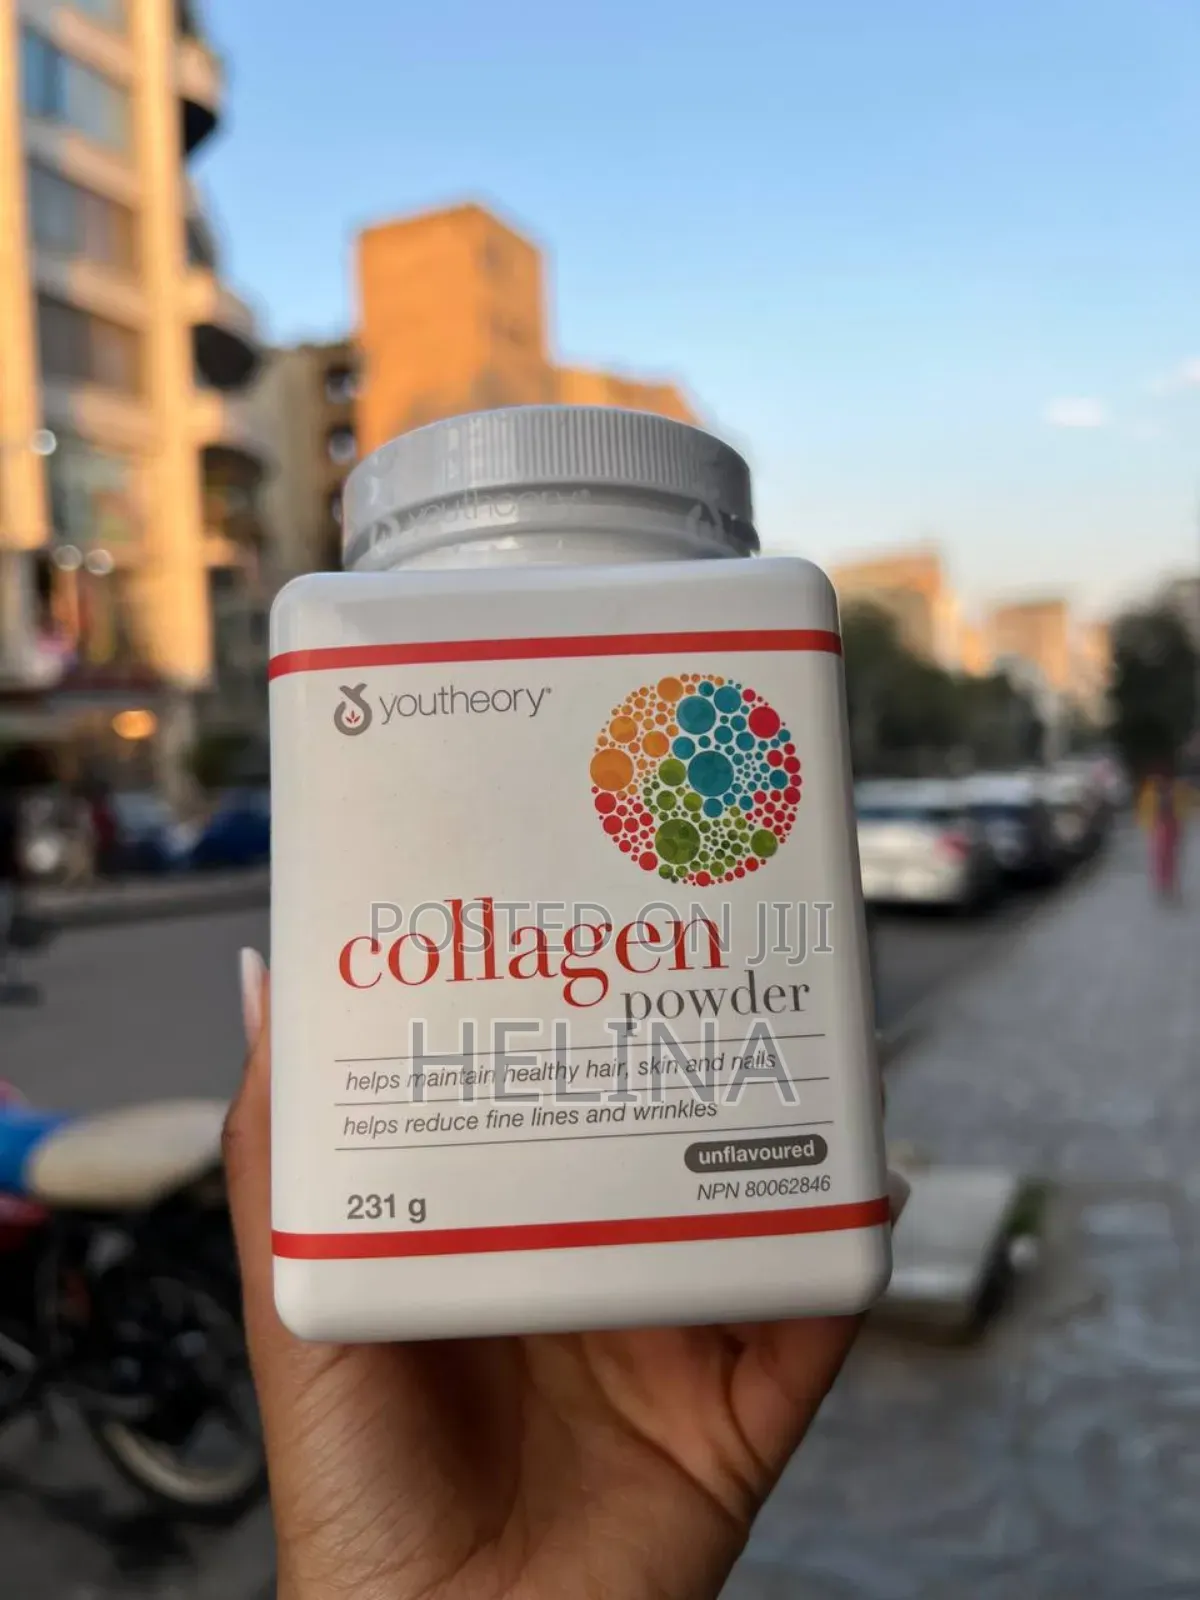 youtheory®
youtheory®
collagen
POSTED ON JIJI
powder
HELINA
helps maintain healthy hair, skin and nails
helps reduce fine lines and wrinkles
unflavoured
NPN 80062846
231 g